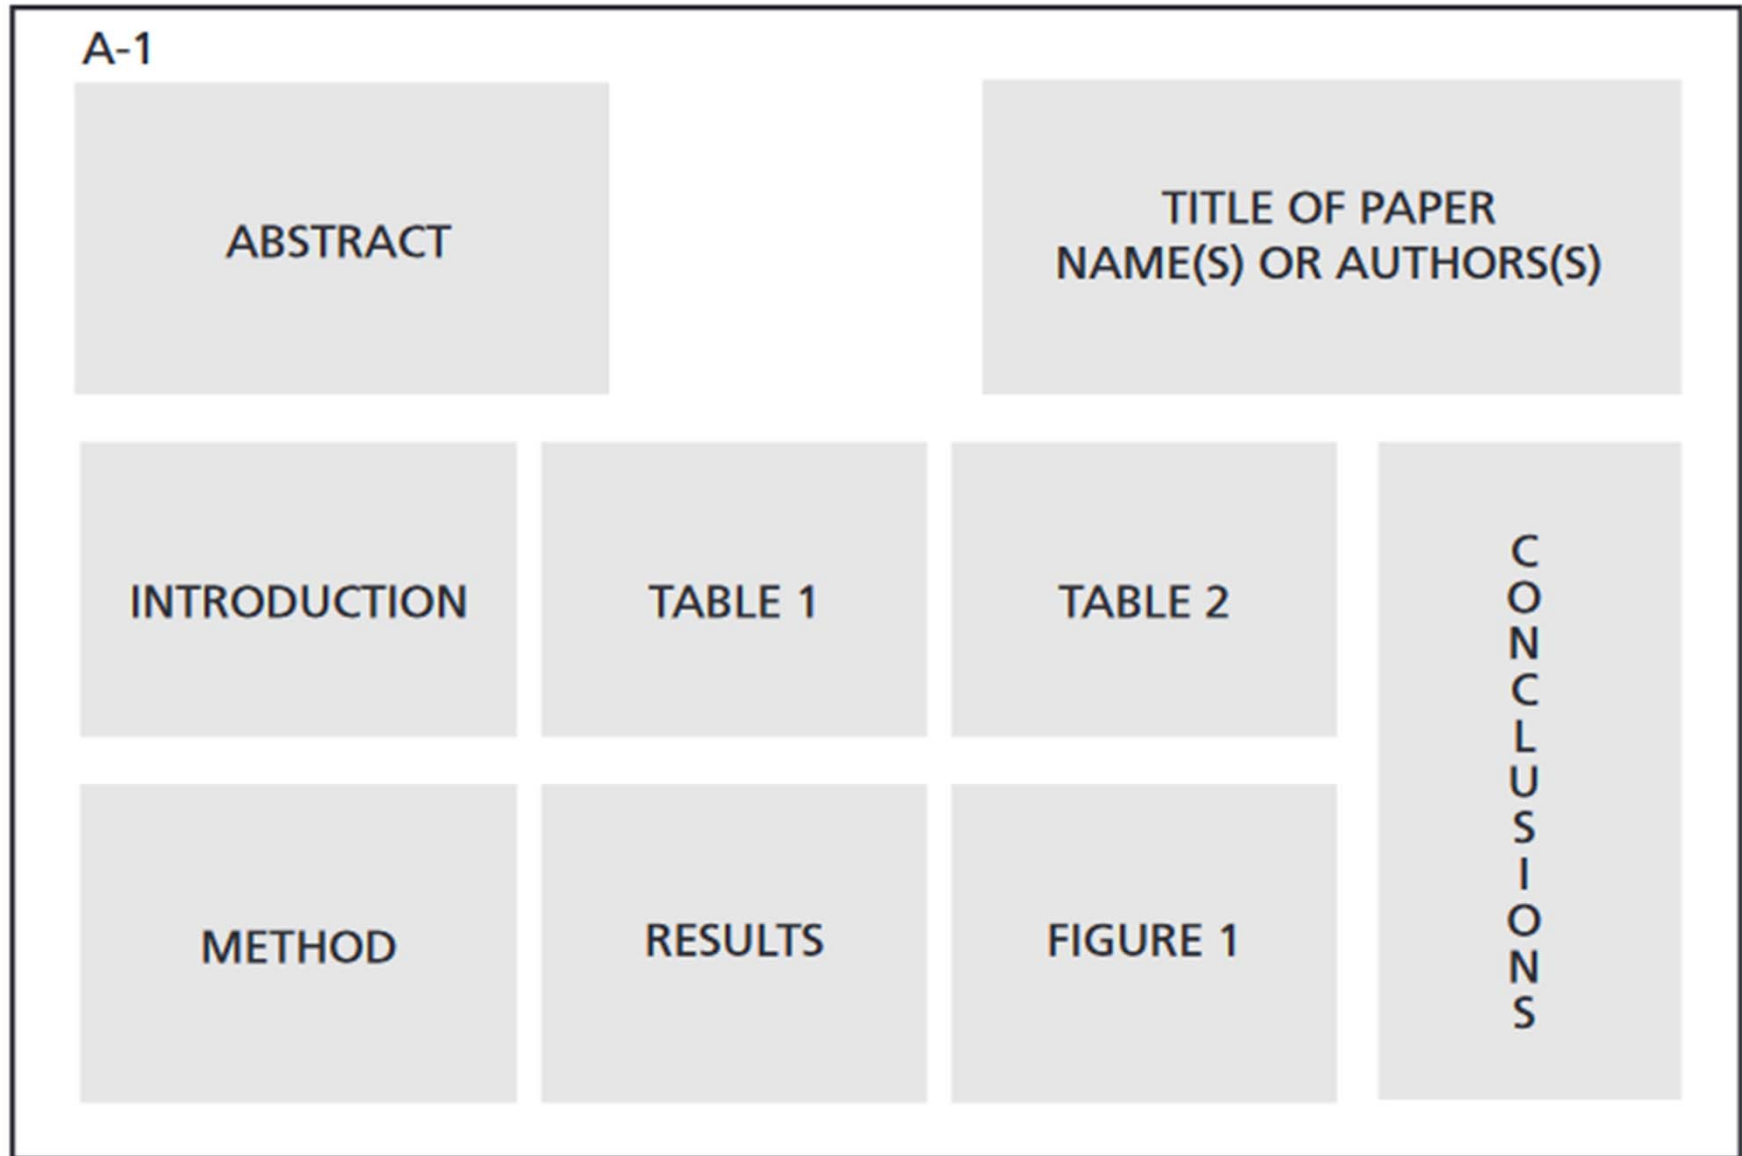 A-1
ABSTRACT
TITLE OF PAPER
NAME(S) OR AUTHORS(S)
INTRODUCTION
TABLE 1
TABLE 2
CONCLUSIONS
METHOD
RESULTS
FIGURE 1